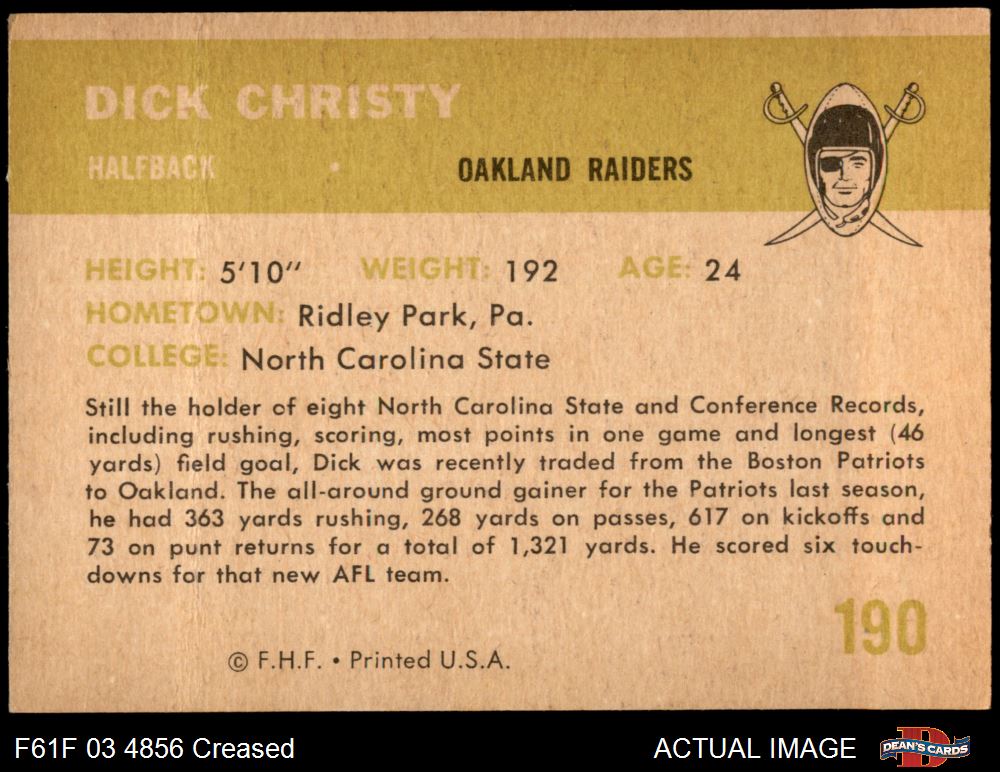 DICK CHRISTY
HALFBACK • OAKLAND RAIDERS
HEIGHT: 5'10" WEIGHT: 192 AGE: 24
HOMETOWN: Ridley Park, Pa.
COLLEGE: North Carolina State
Still the holder of eight North Carolina State and Conference Records,
including rushing, scoring, most points in one game and longest (46
yards) field goal, Dick was recently traded from the Boston Patriots
to Oakland. The all-around ground gainer for the Patriots last season,
he had 363 yards rushing, 268 yards on passes, 617 on kickoffs and
73 on punt returns for a total of 1,321 yards. He scored six touch-
downs for that new AFL team.
190
© F.H.F. • Printed U.S.A.
F61F 03 4856 Creased ACTUAL IMAGE D DEAN'S CARDS